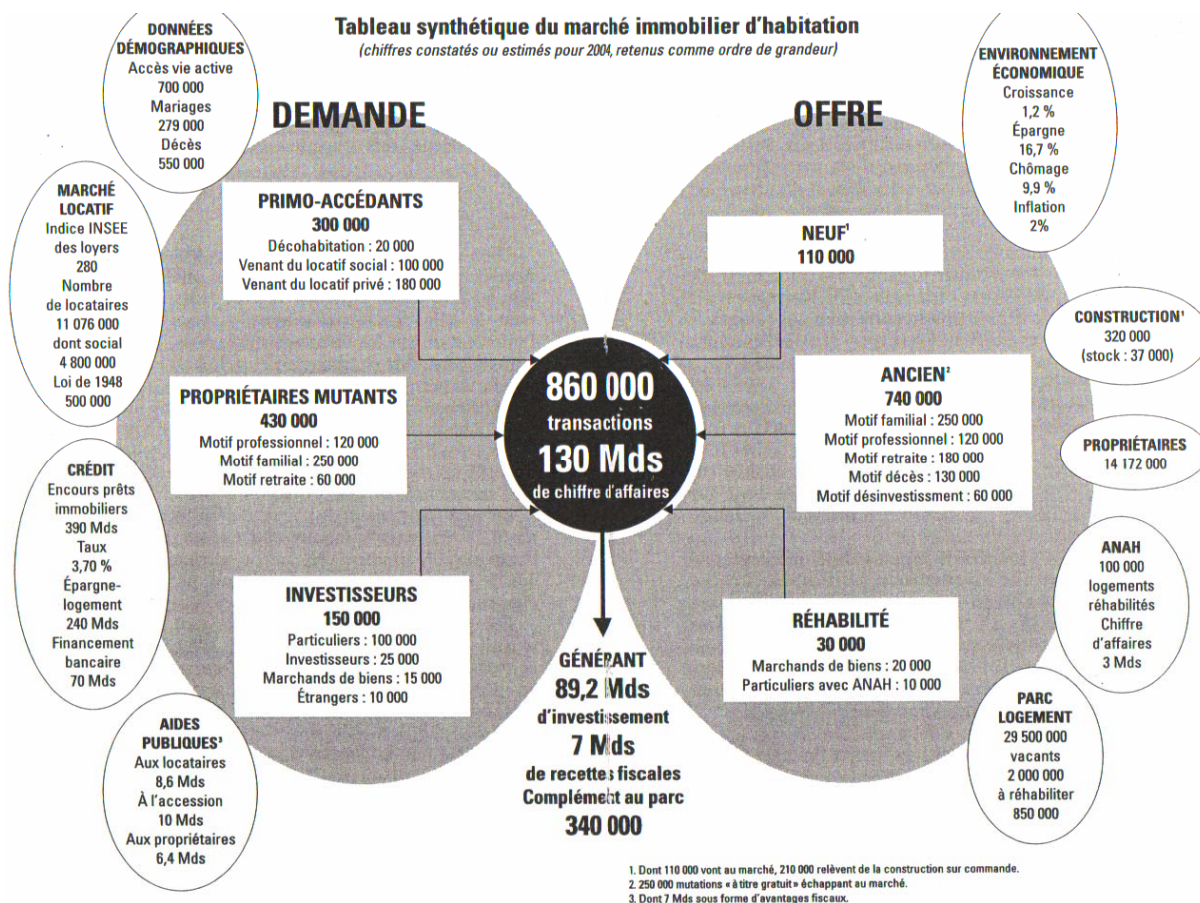 Tableau synthétique du marché immobilier d'habitation
(chiffres constatés ou estimés pour 2004, retenus comme ordre de grandeur)
DONNÉES
DÉMOGRAPHIQUES
Accès vie active
700 000
Mariages
279 000
Décès
550 000
MARCHÉ
LOCATIF
Indice INSEE
des loyers
280
Nombre
de locataires
11 076 000
dont social
4 800 000
Loi de 1948
500 000
CRÉDIT
Encours prêts
immobiliers
390 Mds
Taux
3,70 %
Épargne-
logement
240 Mds
Financement
bancaire
70 Mds
AIDES
PUBLIQUES³
Aux locataires
8,6 Mds
À l'accession
10 Mds
Aux propriétaires
6,4 Mds
DEMANDE
PRIMO-ACCÉDANTS
300 000
Décohabitation : 20 000
Venant du locatif social : 100 000
Venant du locatif privé : 180 000
PROPRIÉTAIRES MUTANTS
430 000
Motif professionnel : 120 000
Motif familial : 250 000
Motif retraite : 60 000
INVESTISSEURS
150 000
Particuliers : 100 000
Investisseurs : 25 000
Marchands de biens : 15 000
Étrangers : 10 000
860 000
transactions
130 Mds
de chiffre d'affaires
GÉNÉRANT
89,2 Mds
d'investissement
7 Mds
de recettes fiscales
Complément au parc
340 000
OFFRE
NEUF¹
110 000
ANCIEN²
740 000
Motif familial : 250 000
Motif professionnel : 120 000
Motif retraite : 180 000
Motif décès : 130 000
Motif désinvestissment : 60 000
RÉHABILITÉ
30 000
Marchands de biens : 20 000
Particuliers avec ANAH : 10 000
ENVIRONNEMENT
ÉCONOMIQUE
Croissance
1,2 %
Épargne
16,7 %
Chômage
9,9 %
Inflation
2%
CONSTRUCTION¹
320 000
(stock : 37 000)
PROPRIÉTAIRES
14 172 000
ANAH
100 000
logements
réhabilités
Chiffre
d'affaires
3 Mds
PARC
LOGEMENT
29 500 000
vacants
2 000 000
à réhabiliter
850 000
1. Dont 110 000 vont au marché, 210 000 relèvent de la construction sur commande.
2. 250 000 mutations « à titre gratuit » échappant au marché.
3. Dont 7 Mds sous forme d'avantages fiscaux.